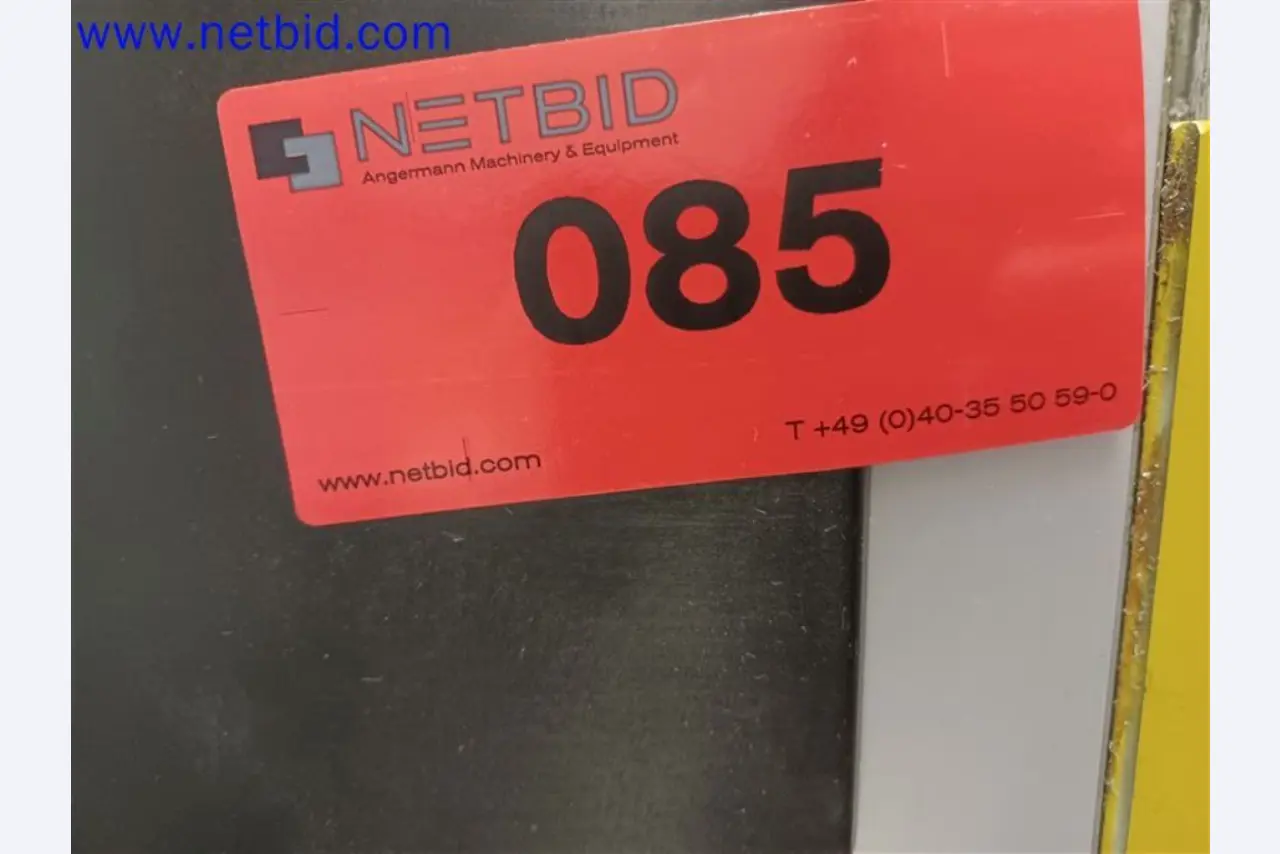 www.netbid.com
NETBID
Angermann Machinery & Equipment
085
T +49 (0)40-35 50 59-0
www.netbid.com